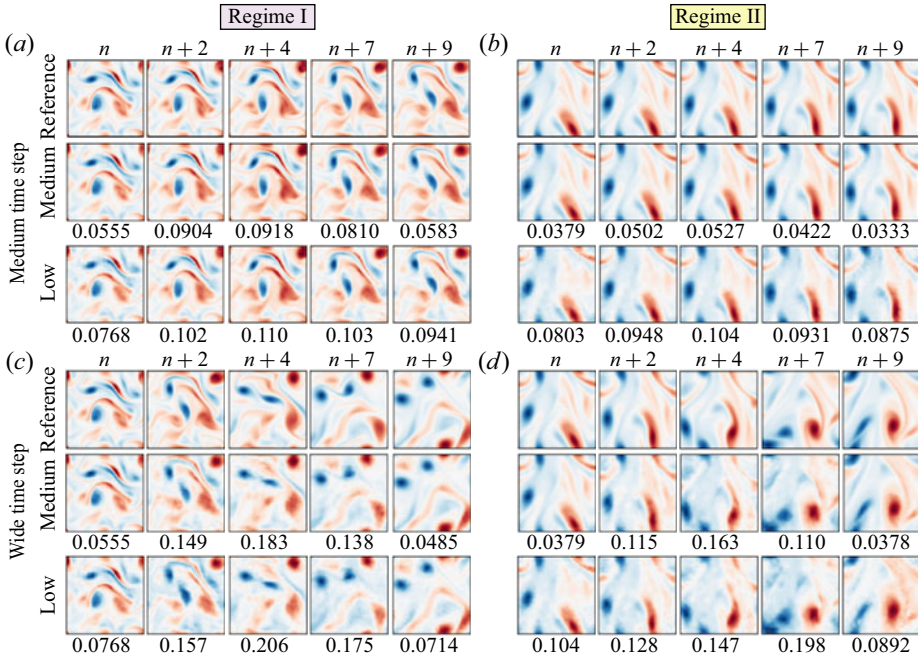 Regime I
Regime II
(a) n n + 2 n + 4 n + 7 n + 9
(b) n n + 2 n + 4 n + 7 n + 9
Medium time step
Reference
Medium
0.0555 0.0904 0.0918 0.0810 0.0583
0.0379 0.0502 0.0527 0.0422 0.0333
Low
0.0768 0.102 0.110 0.103 0.0941
0.0803 0.0948 0.104 0.0931 0.0875
(c) n n + 2 n + 4 n + 7 n + 9
(d) n n + 2 n + 4 n + 7 n + 9
Wide time step
Reference
Medium
0.0555 0.149 0.183 0.138 0.0485
0.0379 0.115 0.163 0.110 0.0378
Low
0.0768 0.157 0.206 0.175 0.0714
0.104 0.128 0.147 0.198 0.0892